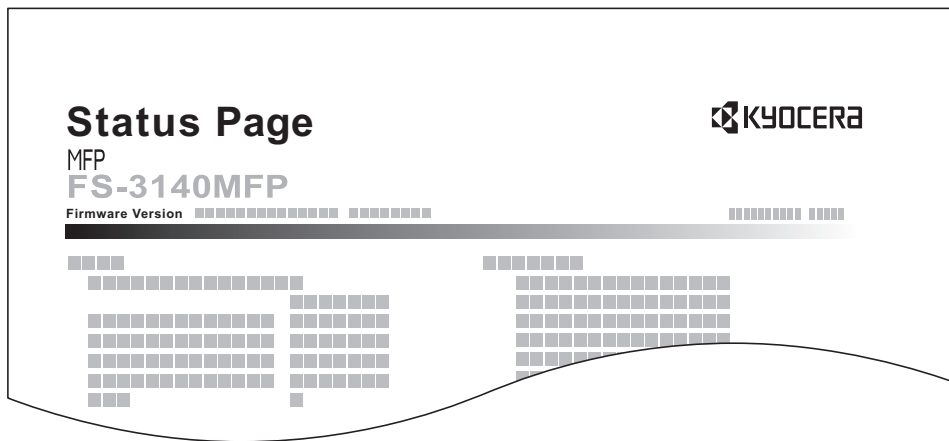 Status Page
KYOCERA
MFP
FS-3140MFP
Firmware Version